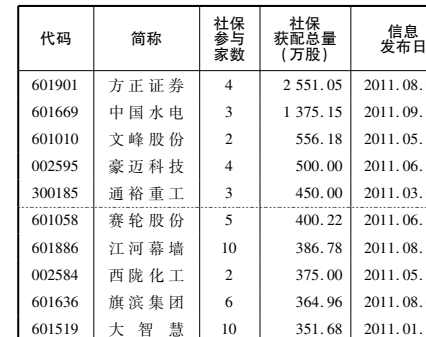 代码 简称 社保参与家数 社保获配总量(万股) 信息发布日
601901 方正证券 4 2 551.05 2011.08.
601669 中国水电 3 1 375.15 2011.09.
601010 文峰股份 2 556.18 2011.05.
002595 豪迈科技 4 500.00 2011.06.
300185 通裕重工 3 450.00 2011.03.
601058 赛轮股份 5 400.22 2011.06.
601886 江河幕墙 10 386.78 2011.08.
002584 西陇化工 2 375.00 2011.05.
601636 旗滨集团 6 364.96 2011.08.
601519 大智慧 10 351.68 2011.01.